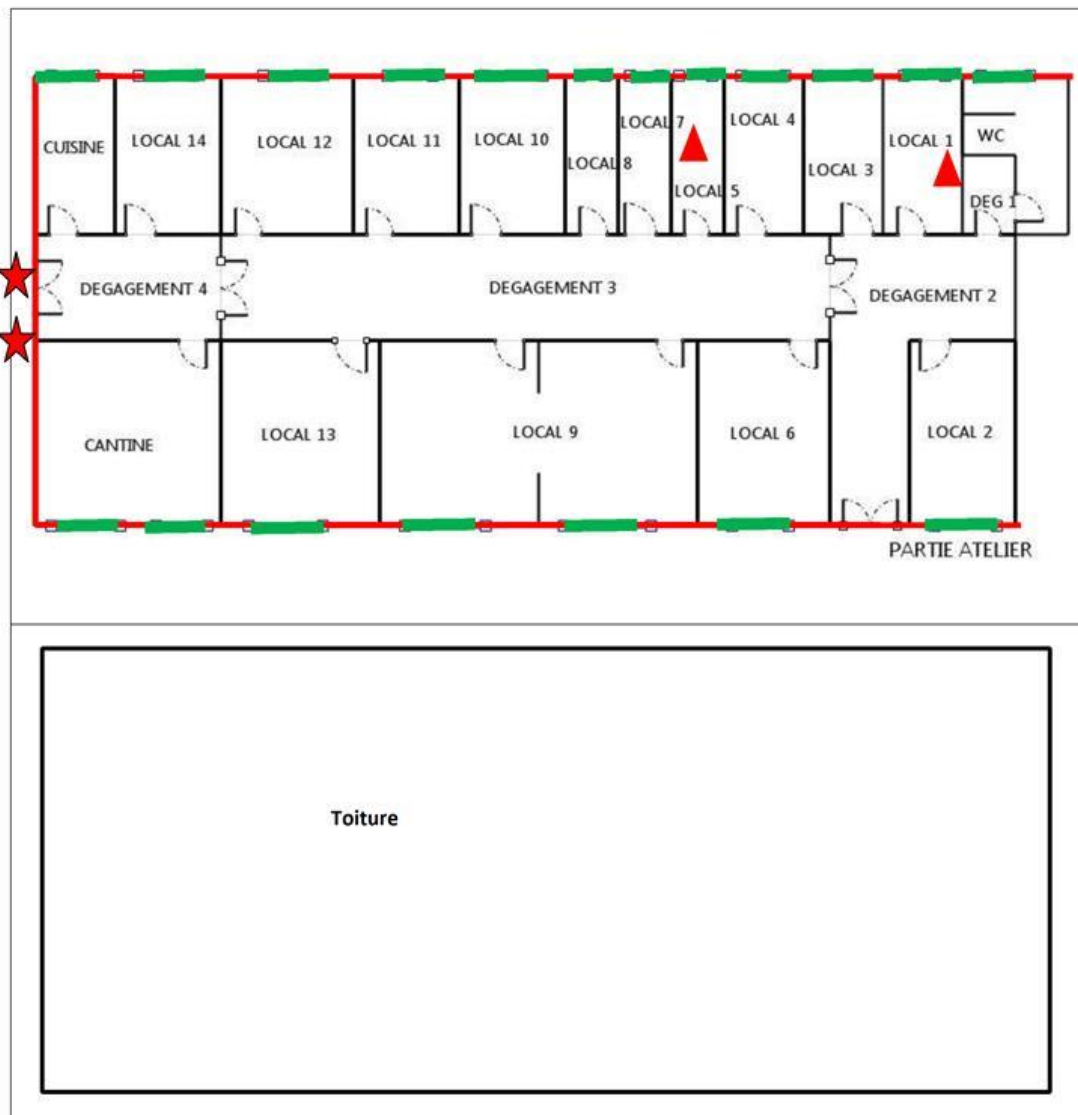 CUISINE
LOCAL 14
LOCAL 12
LOCAL 11
LOCAL 10
LOCAL 8
LOCAL 7
LOCAL 5
LOCAL 4
LOCAL 3
LOCAL 1
WC
DEG 1
DEGAGEMENT 4
DEGAGEMENT 3
DEGAGEMENT 2
CANTINE
LOCAL 13
LOCAL 9
LOCAL 6
LOCAL 2
PARTIE ATELIER
Toiture